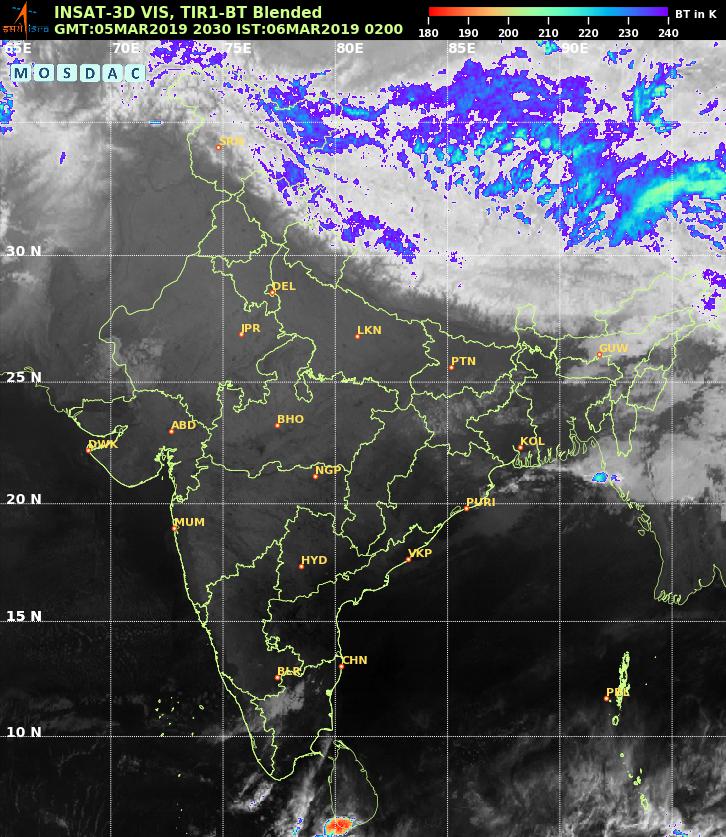 INSAT-3D VIS, TIR1-BT Blended
GMT:05MAR2019 2030 IST:06MAR2019 0200
BT in K
180 190 200 210 220 230 240
65E 70E 75E 80E 85E 90E
MOSDAC
SRN
30 N
DEL
JPR
LKN
GUW
PTN
25 N
ABD
BHO
DWK
KOL
NGP
20 N
PURI
MUM
VKP
HYD
15 N
CHN
BLR
PBL
10 N